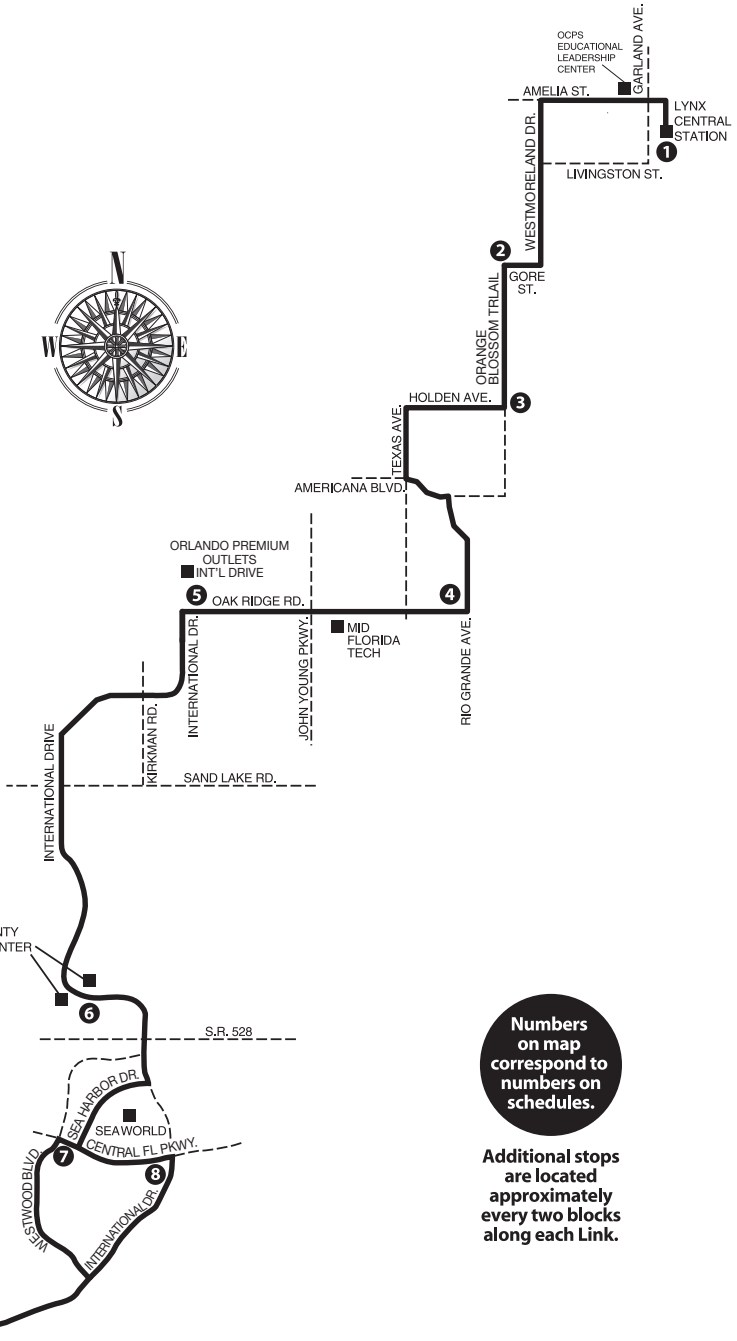 OCPS
EDUCATIONAL
LEADERSHIP
CENTER
GARLAND AVE.
AMELIA ST.
LYNX
CENTRAL
STATION
1
WESTMORELAND DR.
LIVINGSTON ST.
2
GORE
ST.
ORANGE
BLOSSOM TRLAIL
N
W
E
S
HOLDEN AVE.
3
TEXAS AVE.
AMERICANA BLVD.
ORLANDO PREMIUM
OUTLETS
INT'L DRIVE
5
OAK RIDGE RD.
4
MID
FLORIDA
TECH
INTERNATIONAL DR.
JOHN YOUNG PKWY.
RIO GRANDE AVE.
KIRKMAN RD.
INTERNATIONAL DRIVE
SAND LAKE RD.
NTY
ENTER
6
S.R. 528
SEA HARBOR DR.
SEAWORLD
CENTRAL FL PKWY.
7
8
WESTWOOD BLVD.
INTERNATIONAL DR.
Numbers
on map
correspond to
numbers on
schedules.
Additional stops
are located
approximately
every two blocks
along each Link.